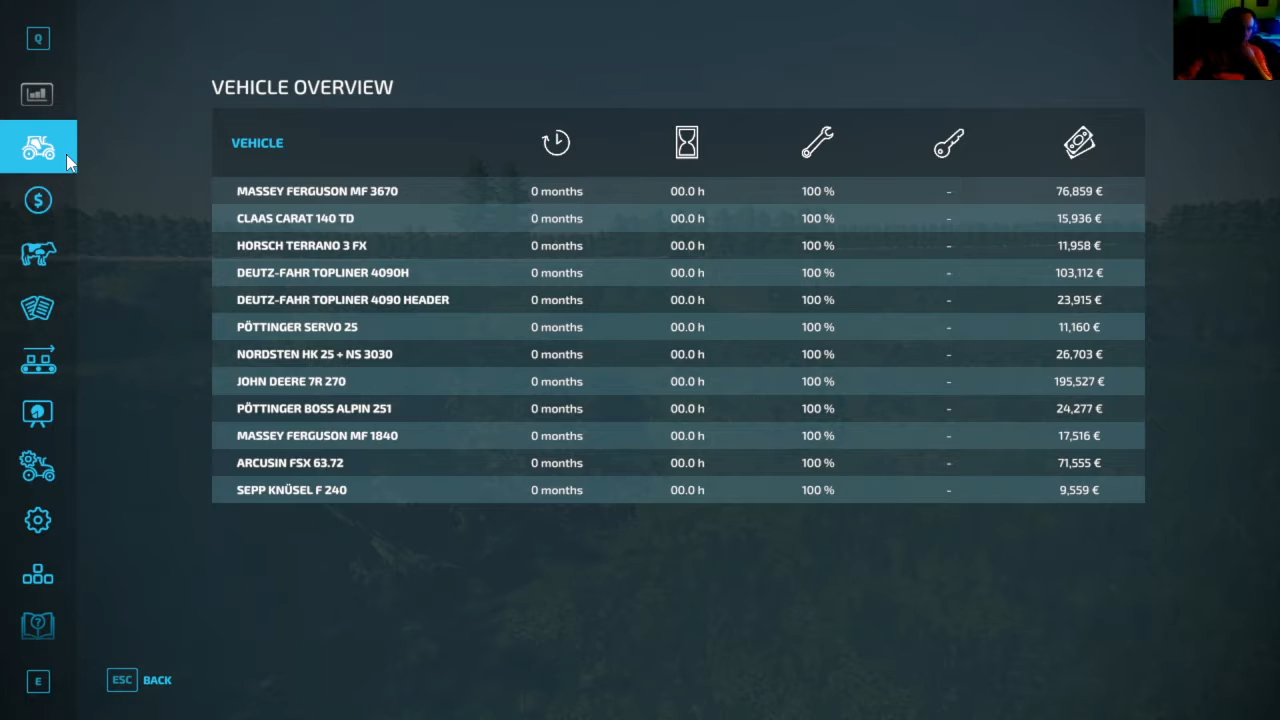 Q
VEHICLE OVERVIEW
VEHICLE
MASSEY FERGUSON MF 3670 0 months 00.0 h 100 % - 76,859 €
CLAAS CARAT 140 TD 0 months 00.0 h 100 % - 15,936 €
HORSCH TERRANO 3 FX 0 months 00.0 h 100 % - 11,958 €
DEUTZ-FAHR TOPLINER 4090H 0 months 00.0 h 100 % - 103,112 €
DEUTZ-FAHR TOPLINER 4090 HEADER 0 months 00.0 h 100 % - 23,915 €
PÖTTINGER SERVO 25 0 months 00.0 h 100 % - 11,160 €
NORDSTEN HK 25 + NS 3030 0 months 00.0 h 100 % - 26,703 €
JOHN DEERE 7R 270 0 months 00.0 h 100 % - 195,527 €
PÖTTINGER BOSS ALPIN 251 0 months 00.0 h 100 % - 24,277 €
MASSEY FERGUSON MF 1840 0 months 00.0 h 100 % - 17,516 €
ARCUSIN FSX 63.72 0 months 00.0 h 100 % - 71,555 €
SEPP KNÜSEL F 240 0 months 00.0 h 100 % - 9,559 €
E
ESC BACK